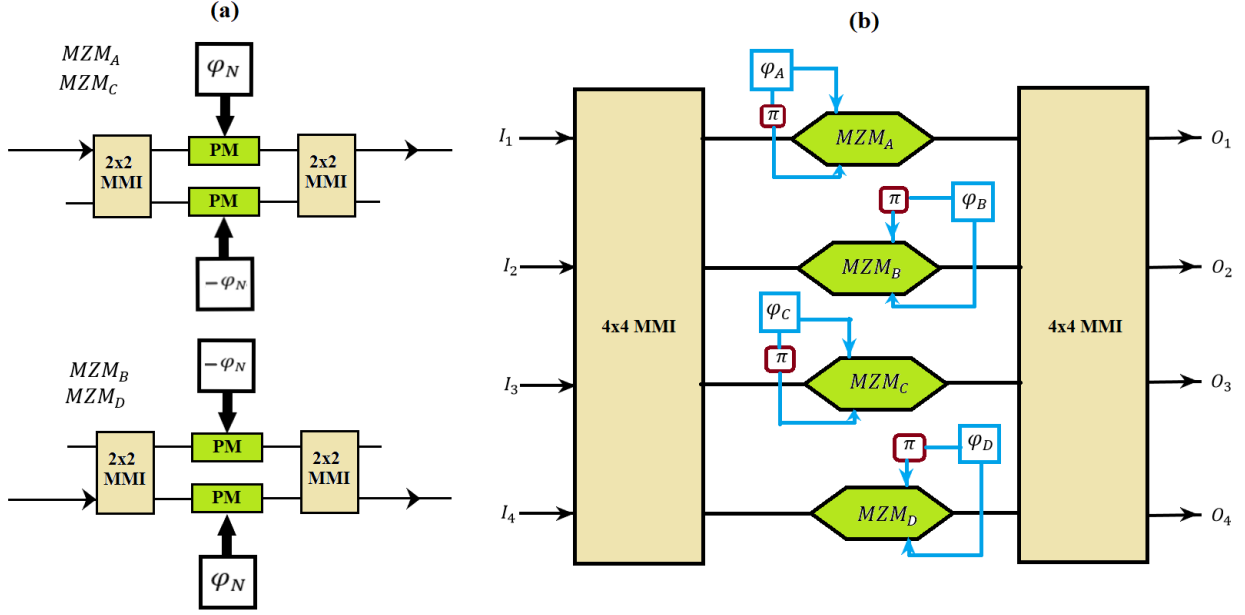 (a)
MZM_A
MZM_C
φ_N
PM
2x2
MMI
2x2
MMI
PM
−φ_N
MZM_B
MZM_D
−φ_N
PM
2x2
MMI
2x2
MMI
PM
φ_N
(b)
φ_A
π
I_1
MZM_A
O_1
π
φ_B
I_2
MZM_B
O_2
φ_C
4x4 MMI
4x4 MMI
π
I_3
MZM_C
O_3
π
φ_D
I_4
MZM_D
O_4